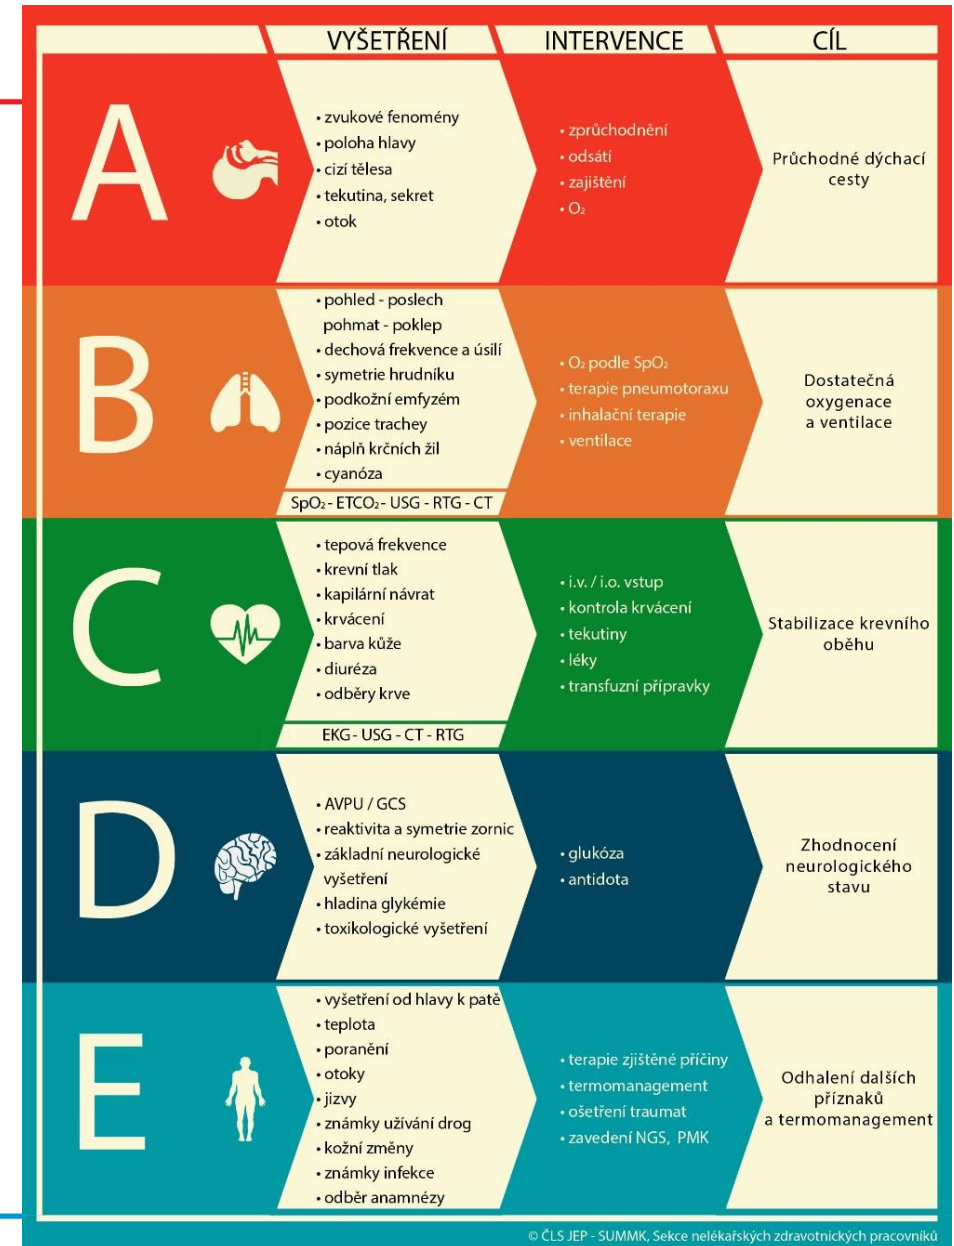 VYŠETŘENÍ
INTERVENCE
CÍL
A
• zvukové fenomény
• poloha hlavy
• cizí tělesa
• tekutina, sekret
• otok
• zprůchodnění
• odsátí
• zajištění
• O₂
Průchodné dýchací
cesty
B
• pohled - poslech
pohmat - poklep
• dechová frekvence a úsilí
• symetrie hrudníku
• podkožní emfyzém
• pozice trachey
• náplň krčních žil
• cyanóza
SpO₂ - ETCO₂ - USG - RTG - CT
• O₂ podle SpO₂
• terapie pneumotoraxu
• inhalační terapie
• ventilace
Dostatečná
oxygenace
a ventilace
C
• tepová frekvence
• krevní tlak
• kapilární návrat
• krvácení
• barva kůže
• diuréza
• odběry krve
EKG - USG - CT - RTG
• i.v. / i.o. vstup
• kontrola krvácení
• tekutiny
• léky
• transfuzní přípravky
Stabilizace krevního
oběhu
D
• AVPU / GCS
• reaktivita a symetrie zornic
• základní neurologické
vyšetření
• hladina glykémie
• toxikologické vyšetření
• glukóza
• antidota
Zhodnocení
neurologického
stavu
E
• vyšetření od hlavy k patě
• teplota
• poranění
• otoky
• jizvy
• známky užívání drog
• kožní změny
• známky infekce
• odběr anamnézy
• terapie zjištěné příčiny
• termomanagement
• ošetření traumat
• zavedení NGS, PMK
Odhalení dalších
příznaků
a termomanagement
© ČLS JEP - SUMMK, Sekce nelékařských zdravotnických pracovníků